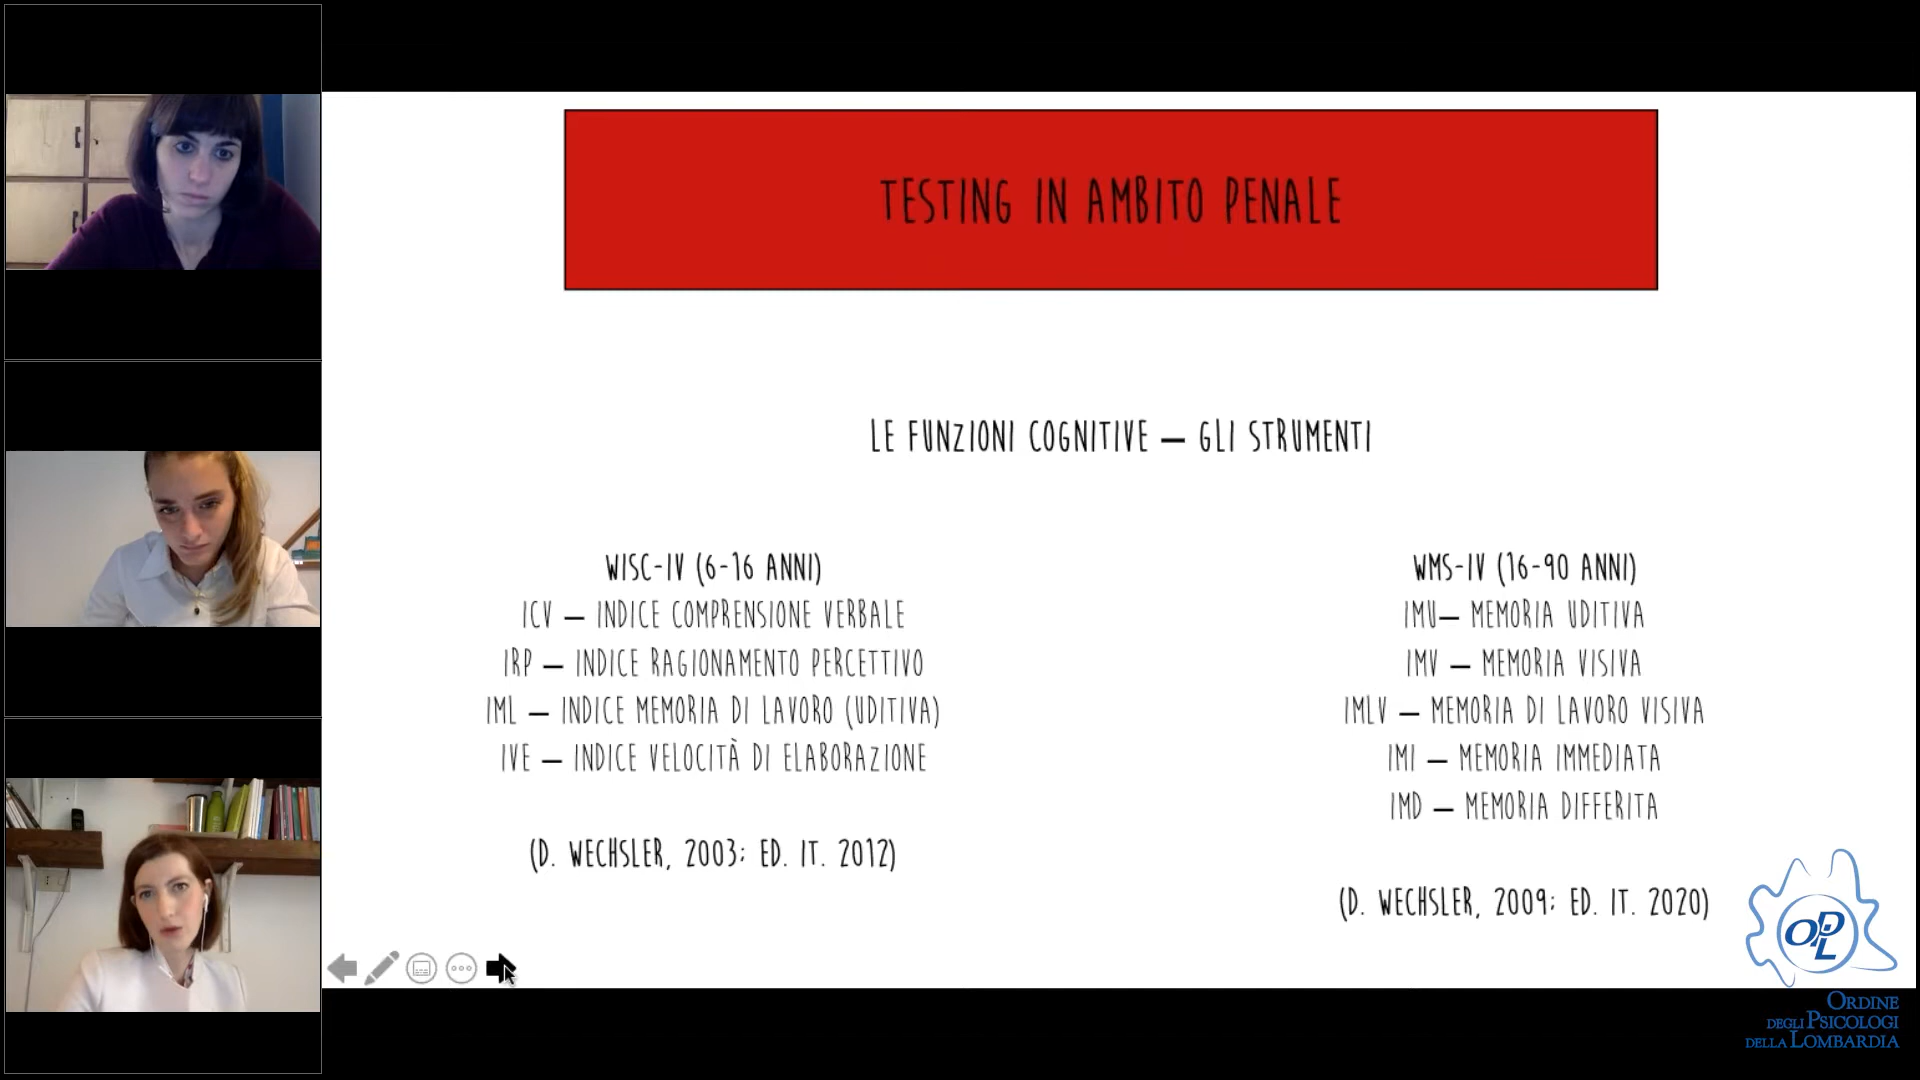 TESTING IN AMBITO PENALE
LE FUNZIONI COGNITIVE – GLI STRUMENTI
WISC-IV (6-16 ANNI)
ICV – INDICE COMPRENSIONE VERBALE
IRP – INDICE RAGIONAMENTO PERCETTIVO
IML – INDICE MEMORIA DI LAVORO (UDITIVA)
IVE – INDICE VELOCITÀ DI ELABORAZIONE
(D. WECHSLER, 2003; ED. IT. 2012)
WMS-IV (16-90 ANNI)
IMU– MEMORIA UDITIVA
IMV – MEMORIA VISIVA
IMLV – MEMORIA DI LAVORO VISIVA
IMI – MEMORIA IMMEDIATA
IMD – MEMORIA DIFFERITA
(D. WECHSLER, 2009; ED. IT. 2020)
OPL
ORDINE
DEGLI PSICOLOGI
DELLA LOMBARDIA